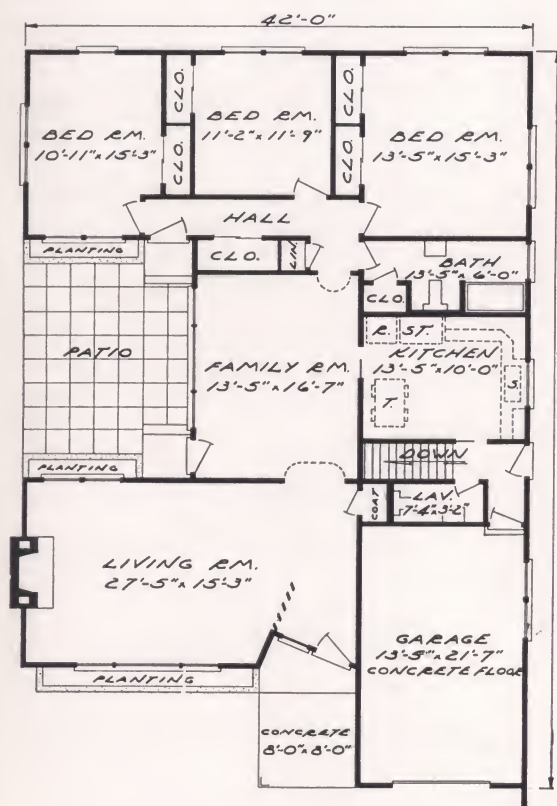 42'-0"
BED RM.
10'-11" x 15'-3"
CLO.
CLO.
BED RM.
11'-2" x 11'-9"
CLO.
CLO.
BED RM.
13'-5" x 15'-3"
HALL
PLANTING
CLO.
LIN.
BATH
13'-5" x 6'-0"
CLO.
R.
ST.
PATIO
FAMILY RM.
13'-5" x 16'-7"
KITCHEN
13'-5" x 10'-0"
S.
T.
PLANTING
DOWN
COAT
LAV.
7'-4" x 3'-2"
LIVING RM.
27'-5" x 15'-3"
GARAGE
13'-5" x 21'-7"
CONCRETE FLOOR
PLANTING
CONCRETE
8'-0" x 8'-0"